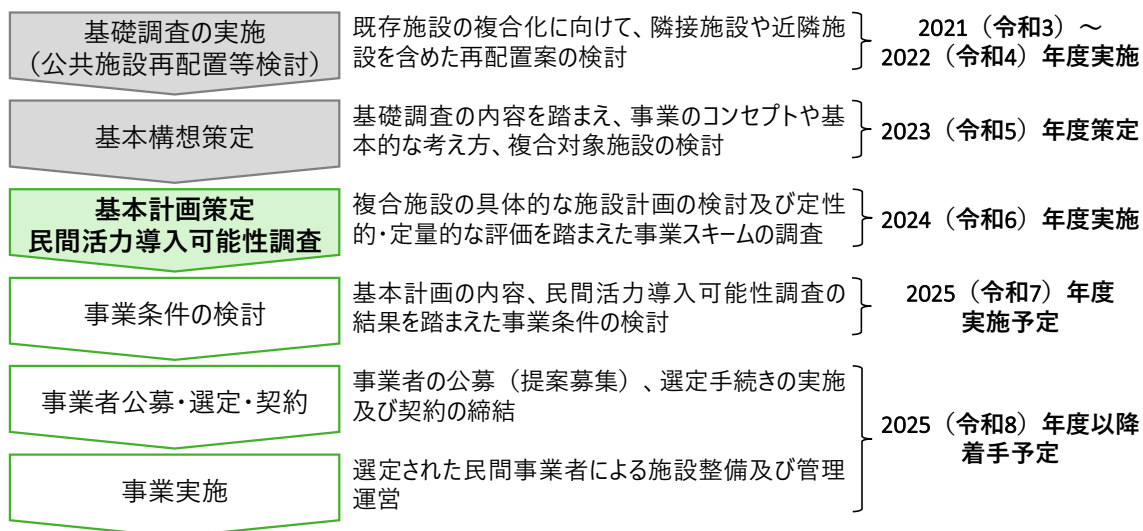 基礎調査の実施
（公共施設再配置等検討）
既存施設の複合化に向けて、隣接施設や近隣施
設を含めた再配置案の検討
2021（令和3）～
2022（令和4）年度実施
基本構想策定
基礎調査の内容を踏まえ、事業のコンセプトや基
本的な考え方、複合対象施設の検討
2023（令和5）年度策定
基本計画策定
民間活力導入可能性調査
複合施設の具体的な施設計画の検討及び定性
的・定量的な評価を踏まえた事業スキームの調査
2024（令和6）年度実施
事業条件の検討
基本計画の内容、民間活力導入可能性調査の
結果を踏まえた事業条件の検討
2025（令和7）年度
実施予定
事業者公募・選定・契約
事業者の公募（提案募集）、選定手続きの実施
及び契約の締結
事業実施
選定された民間事業者による施設整備及び管理
運営
2025（令和8）年度以降
着手予定